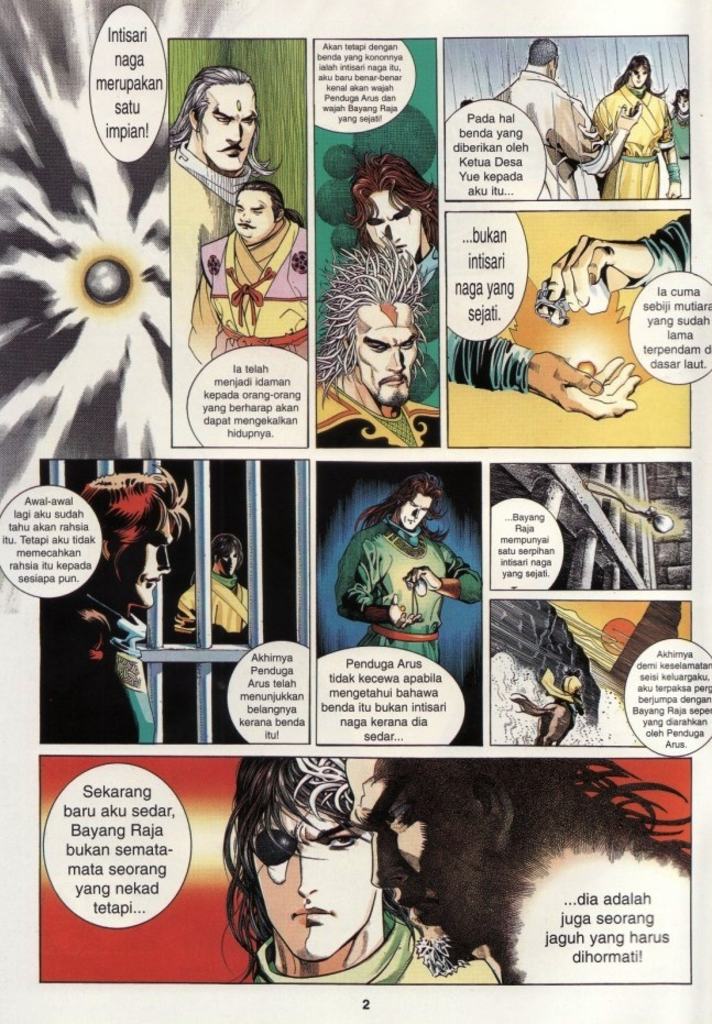 Intisari
naga
merupakan
satu
impian!
Ia telah
menjadi idaman
kepada orang-orang
yang berharap akan
dapat mengekalkan
hidupnya.
Akan tetapi dengan
benda yang kononnya
ialah intisari naga itu,
aku baru benar-benar
kenal akan wajah
Penduga Arus dan
wajah Bayang Raja
yang sejati!
Pada hal
benda yang
diberikan oleh
Ketua Desa
Yue kepada
aku itu...
...bukan
intisari
naga yang
sejati.
Ia cuma
sebiji mutiara
yang sudah
lama
terpendam di
dasar laut.
Awal-awal
lagi aku sudah
tahu akan rahsia
itu. Tetapi aku tidak
memecahkan
rahsia itu kepada
sesiapa pun.
Akhirnya
Penduga Arus
telah
menunjukkan
belangnya
kerana benda
itu!
Penduga Arus
tidak kecewa apabila
mengetahui bahawa
benda itu bukan intisari
naga kerana dia
sedar...
...Bayang
Raja
mempunyai
satu serpihan
intisari naga
yang sejati.
Akhirnya
demi keselamatan
seisi keluargaku,
aku terpaksa
berjumpa dengan
Bayang Raja
yang diarahkan
oleh Penduga
Arus.
Sekarang
baru aku sedar,
Bayang Raja
bukan semata-
mata seorang
yang nekad
tetapi...
...dia adalah
juga seorang
jaguh yang harus
dihormati!
2